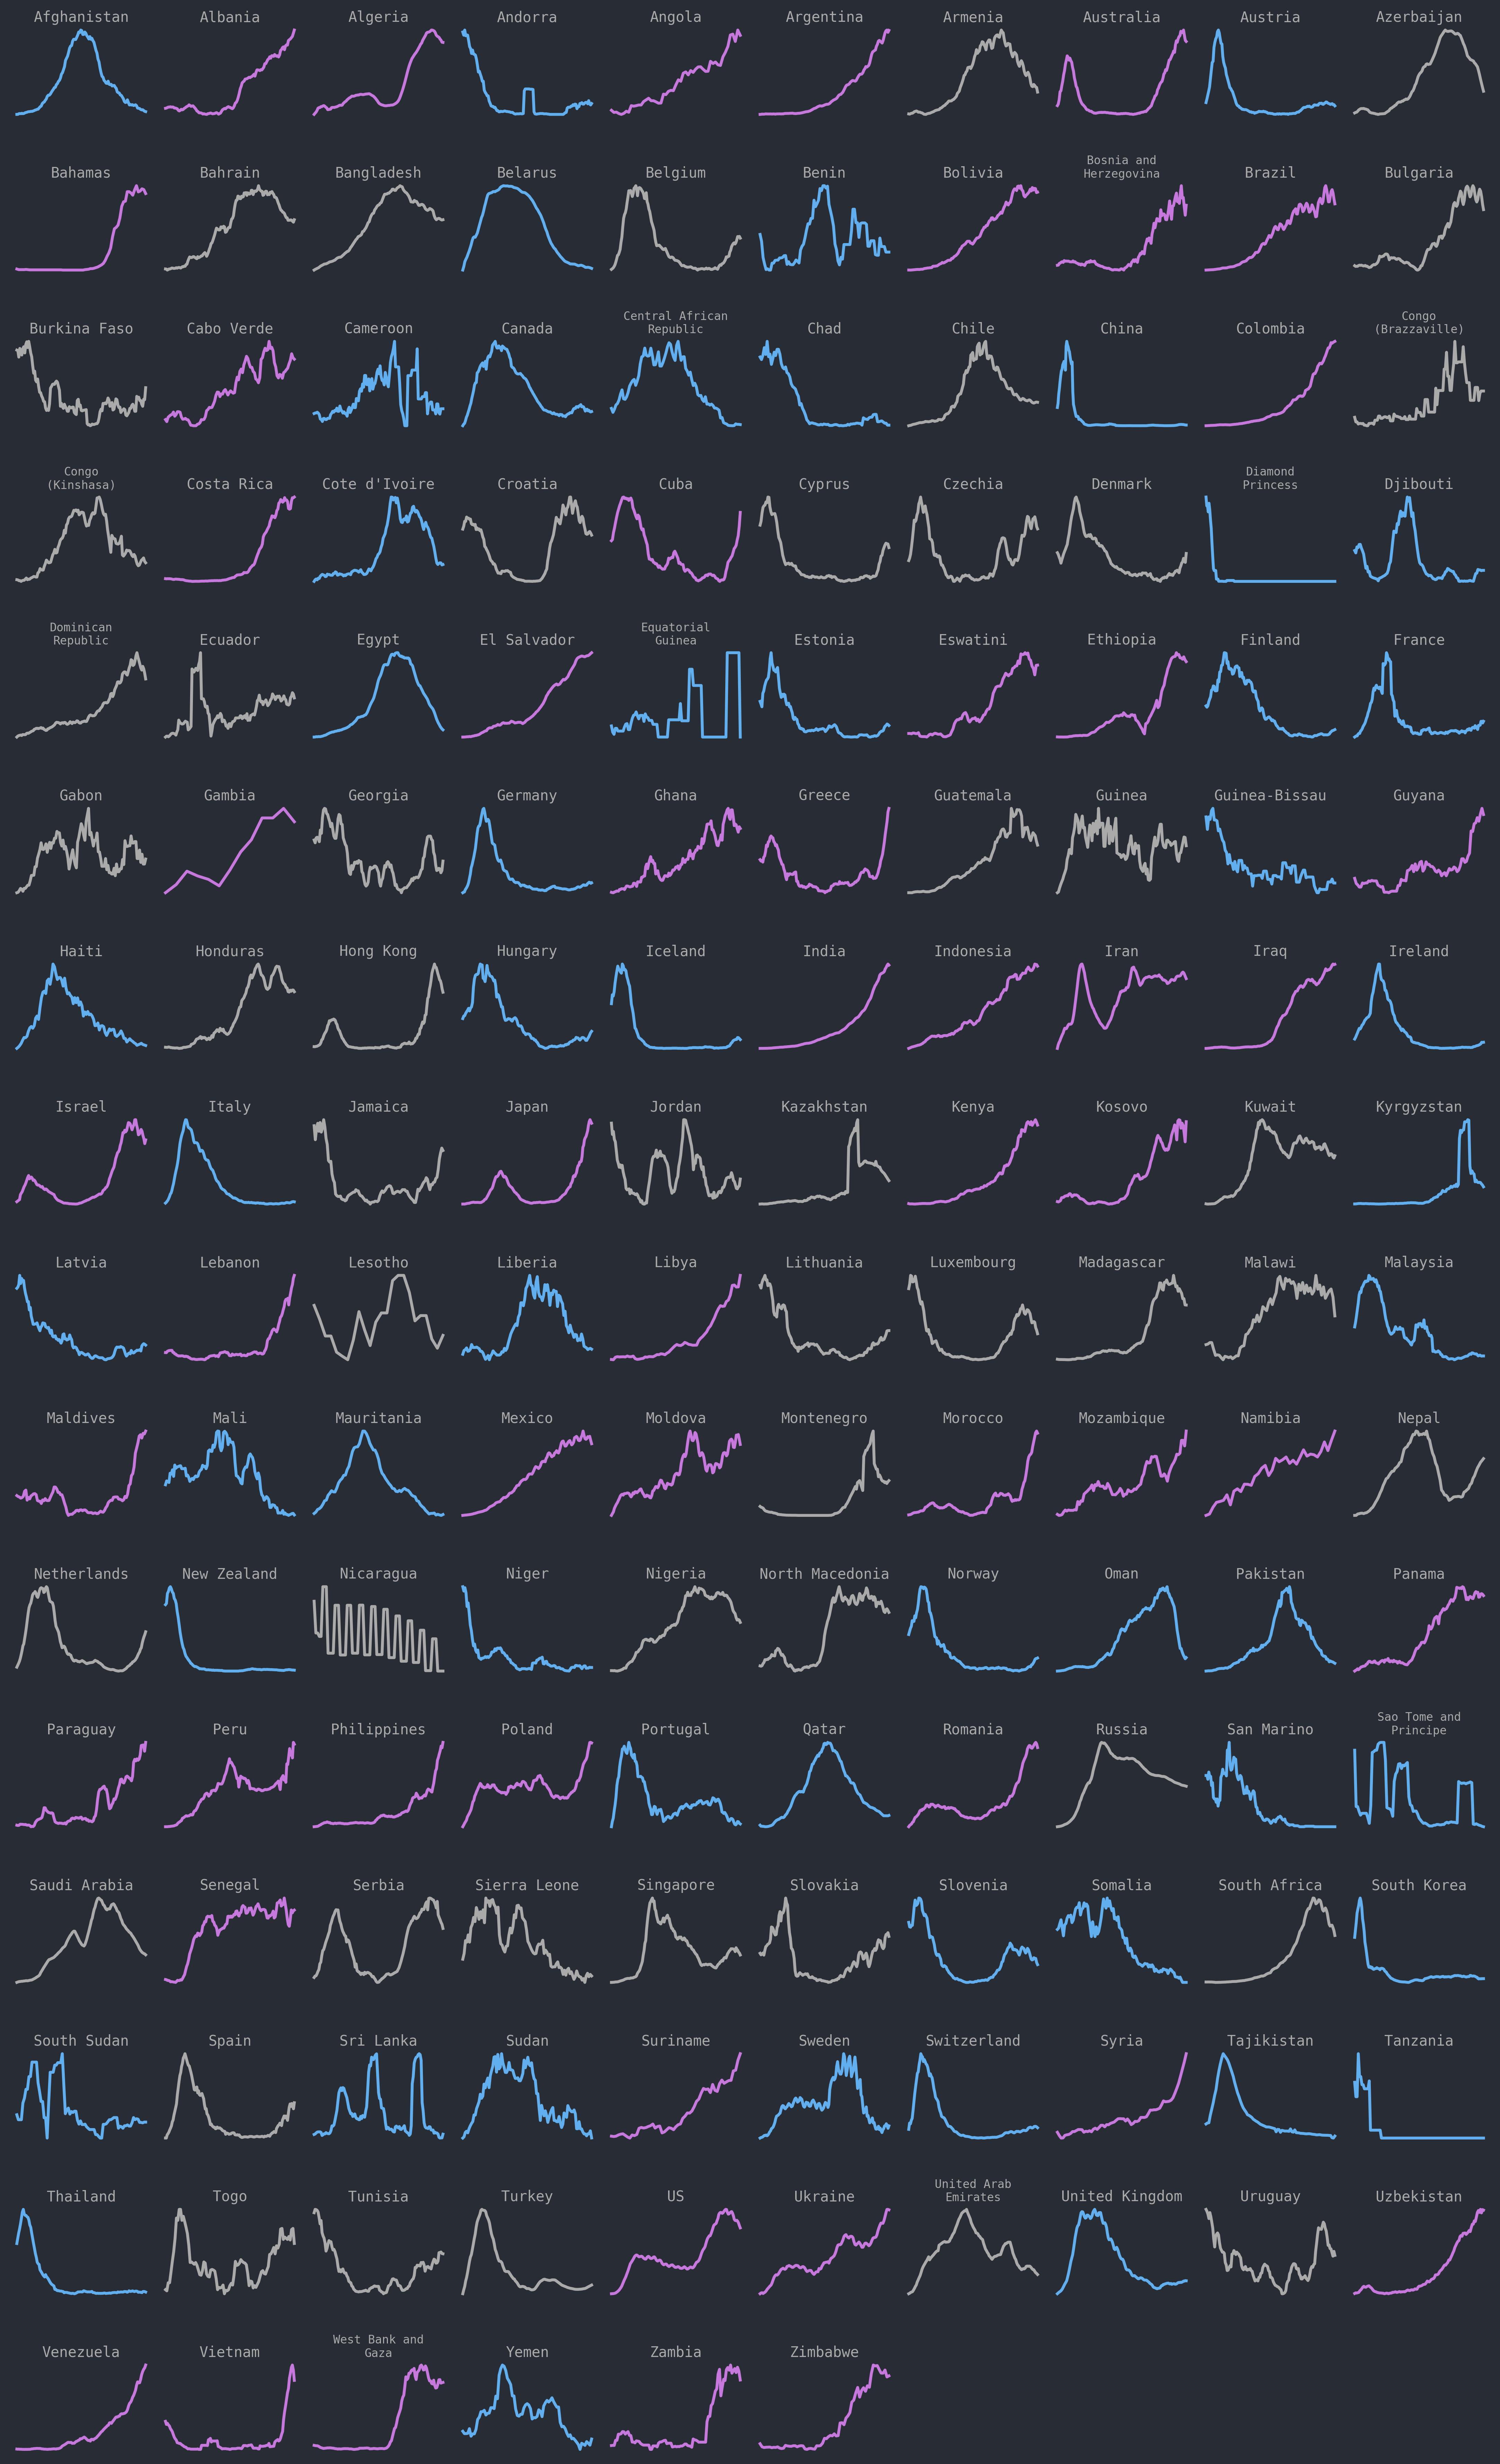 Afghanistan
Albania
Algeria
Andorra
Angola
Argentina
Armenia
Australia
Austria
Azerbaijan
Bahamas
Bahrain
Bangladesh
Belarus
Belgium
Benin
Bolivia
Bosnia and
Herzegovina
Brazil
Bulgaria
Burkina Faso
Cabo Verde
Cameroon
Canada
Central African
Republic
Chad
Chile
China
Colombia
Congo
(Brazzaville)
Congo
(Kinshasa)
Costa Rica
Cote d'Ivoire
Croatia
Cuba
Cyprus
Czechia
Denmark
Diamond
Princess
Djibouti
Dominican
Republic
Ecuador
Egypt
El Salvador
Equatorial
Guinea
Estonia
Eswatini
Ethiopia
Finland
France
Gabon
Gambia
Georgia
Germany
Ghana
Greece
Guatemala
Guinea
Guinea-Bissau
Guyana
Haiti
Honduras
Hong Kong
Hungary
Iceland
India
Indonesia
Iran
Iraq
Ireland
Israel
Italy
Jamaica
Japan
Jordan
Kazakhstan
Kenya
Kosovo
Kuwait
Kyrgyzstan
Latvia
Lebanon
Lesotho
Liberia
Libya
Lithuania
Luxembourg
Madagascar
Malawi
Malaysia
Maldives
Mali
Mauritania
Mexico
Moldova
Montenegro
Morocco
Mozambique
Namibia
Nepal
Netherlands
New Zealand
Nicaragua
Niger
Nigeria
North Macedonia
Norway
Oman
Pakistan
Panama
Paraguay
Peru
Philippines
Poland
Portugal
Qatar
Romania
Russia
San Marino
Sao Tome and
Principe
Saudi Arabia
Senegal
Serbia
Sierra Leone
Singapore
Slovakia
Slovenia
Somalia
South Africa
South Korea
South Sudan
Spain
Sri Lanka
Sudan
Suriname
Sweden
Switzerland
Syria
Tajikistan
Tanzania
Thailand
Togo
Tunisia
Turkey
US
Ukraine
United Arab
Emirates
United Kingdom
Uruguay
Uzbekistan
Venezuela
Vietnam
West Bank and
Gaza
Yemen
Zambia
Zimbabwe